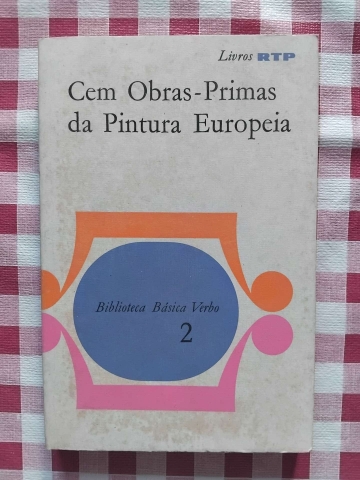 Livros RTP
Cem Obras-Primas
da Pintura Europeia
Biblioteca Básica Verbo
2